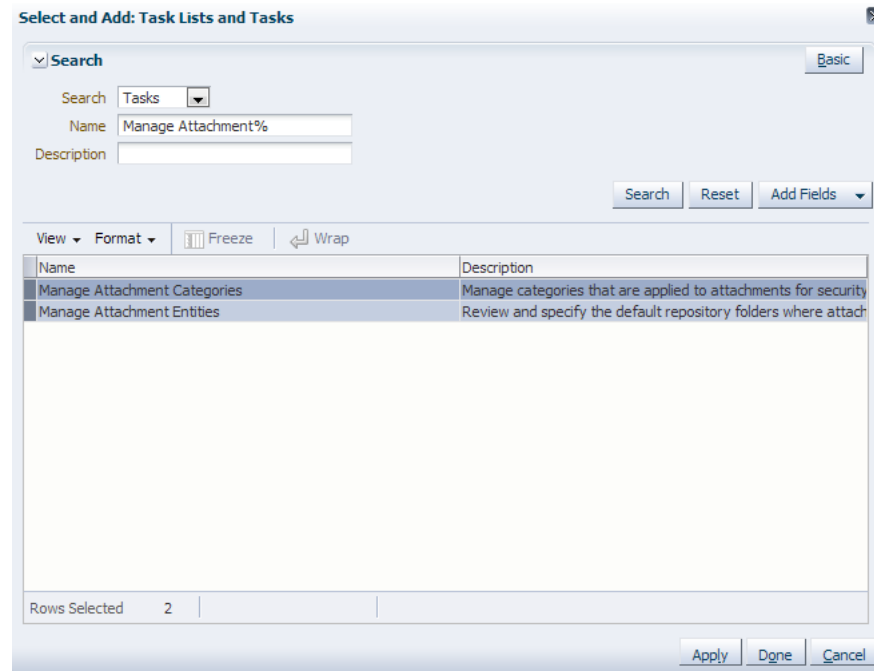 Select and Add: Task Lists and Tasks
Search
Basic
Search Tasks
Name Manage Attachment%
Description
Search Reset Add Fields
View Format Freeze Wrap
Name Description
Manage Attachment Categories Manage categories that are applied to attachments for security
Manage Attachment Entities Review and specify the default repository folders where attach
Rows Selected 2
Apply Done Cancel